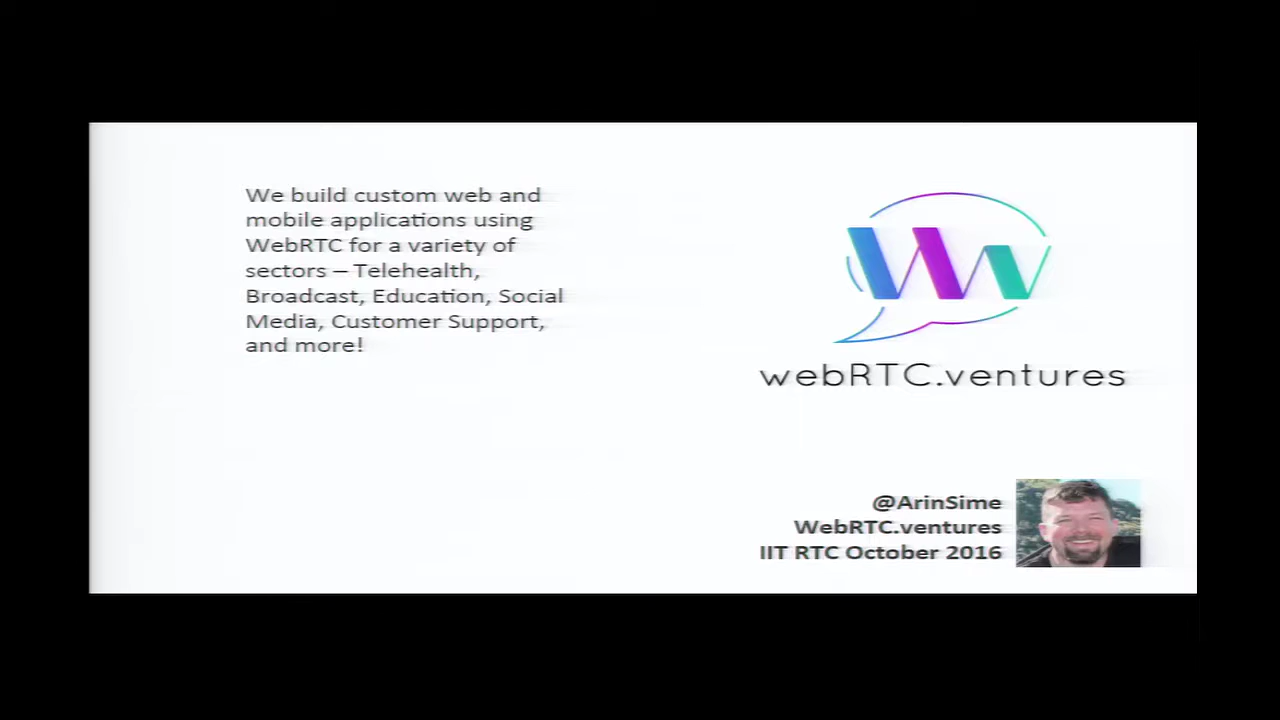 We build custom web and
mobile applications using
WebRTC for a variety of
sectors – Telehealth,
Broadcast, Education, Social
Media, Customer Support,
and more!
webRTC.ventures
@ArinSime
WebRTC.ventures
IIT RTC October 2016